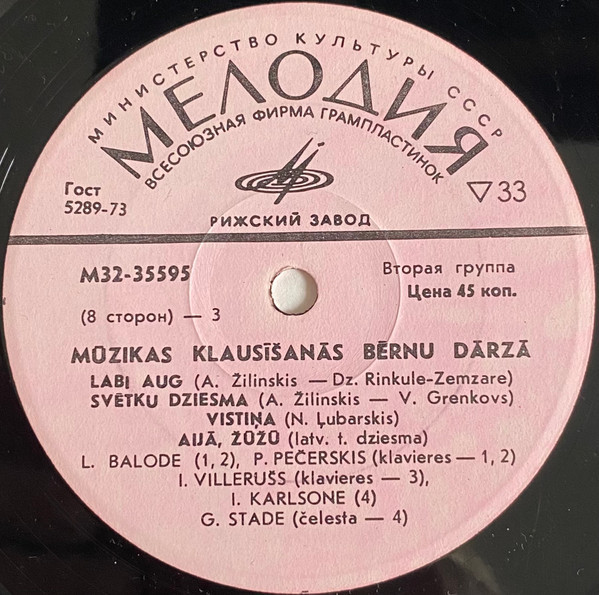 МИНИСТЕРСТВО КУЛЬТУРЫ СССР
МЕЛОДИЯ
ВСЕСОЮЗНАЯ ФИРМА ГРАМПЛАСТИНОК
Гост
5289-73
▽33
РИЖСКИЙ ЗАВОД
М32-35595
Вторая группа
Цена 45 коп.
(8 сторон) — 3
MŪZIKAS KLAUSĪŠANĀS BĒRNU DĀRZĀ
LABI AUG (A. Žilinskis — Dz. Rinkule-Zemzare)
SVĒTKU DZIESMA (A. Žilinskis — V. Grenkovs)
VISTIŅA (N. Ļubarskis)
AIJĀ, ŽŪŽŪ (latv. t. dziesma)
L. BALODE (1, 2), P. PEČERSKIS (klavieres — 1, 2)
I. VILLERUŠS (klavieres — 3),
I. KARLSONE (4)
G. STADE (čelesta — 4)